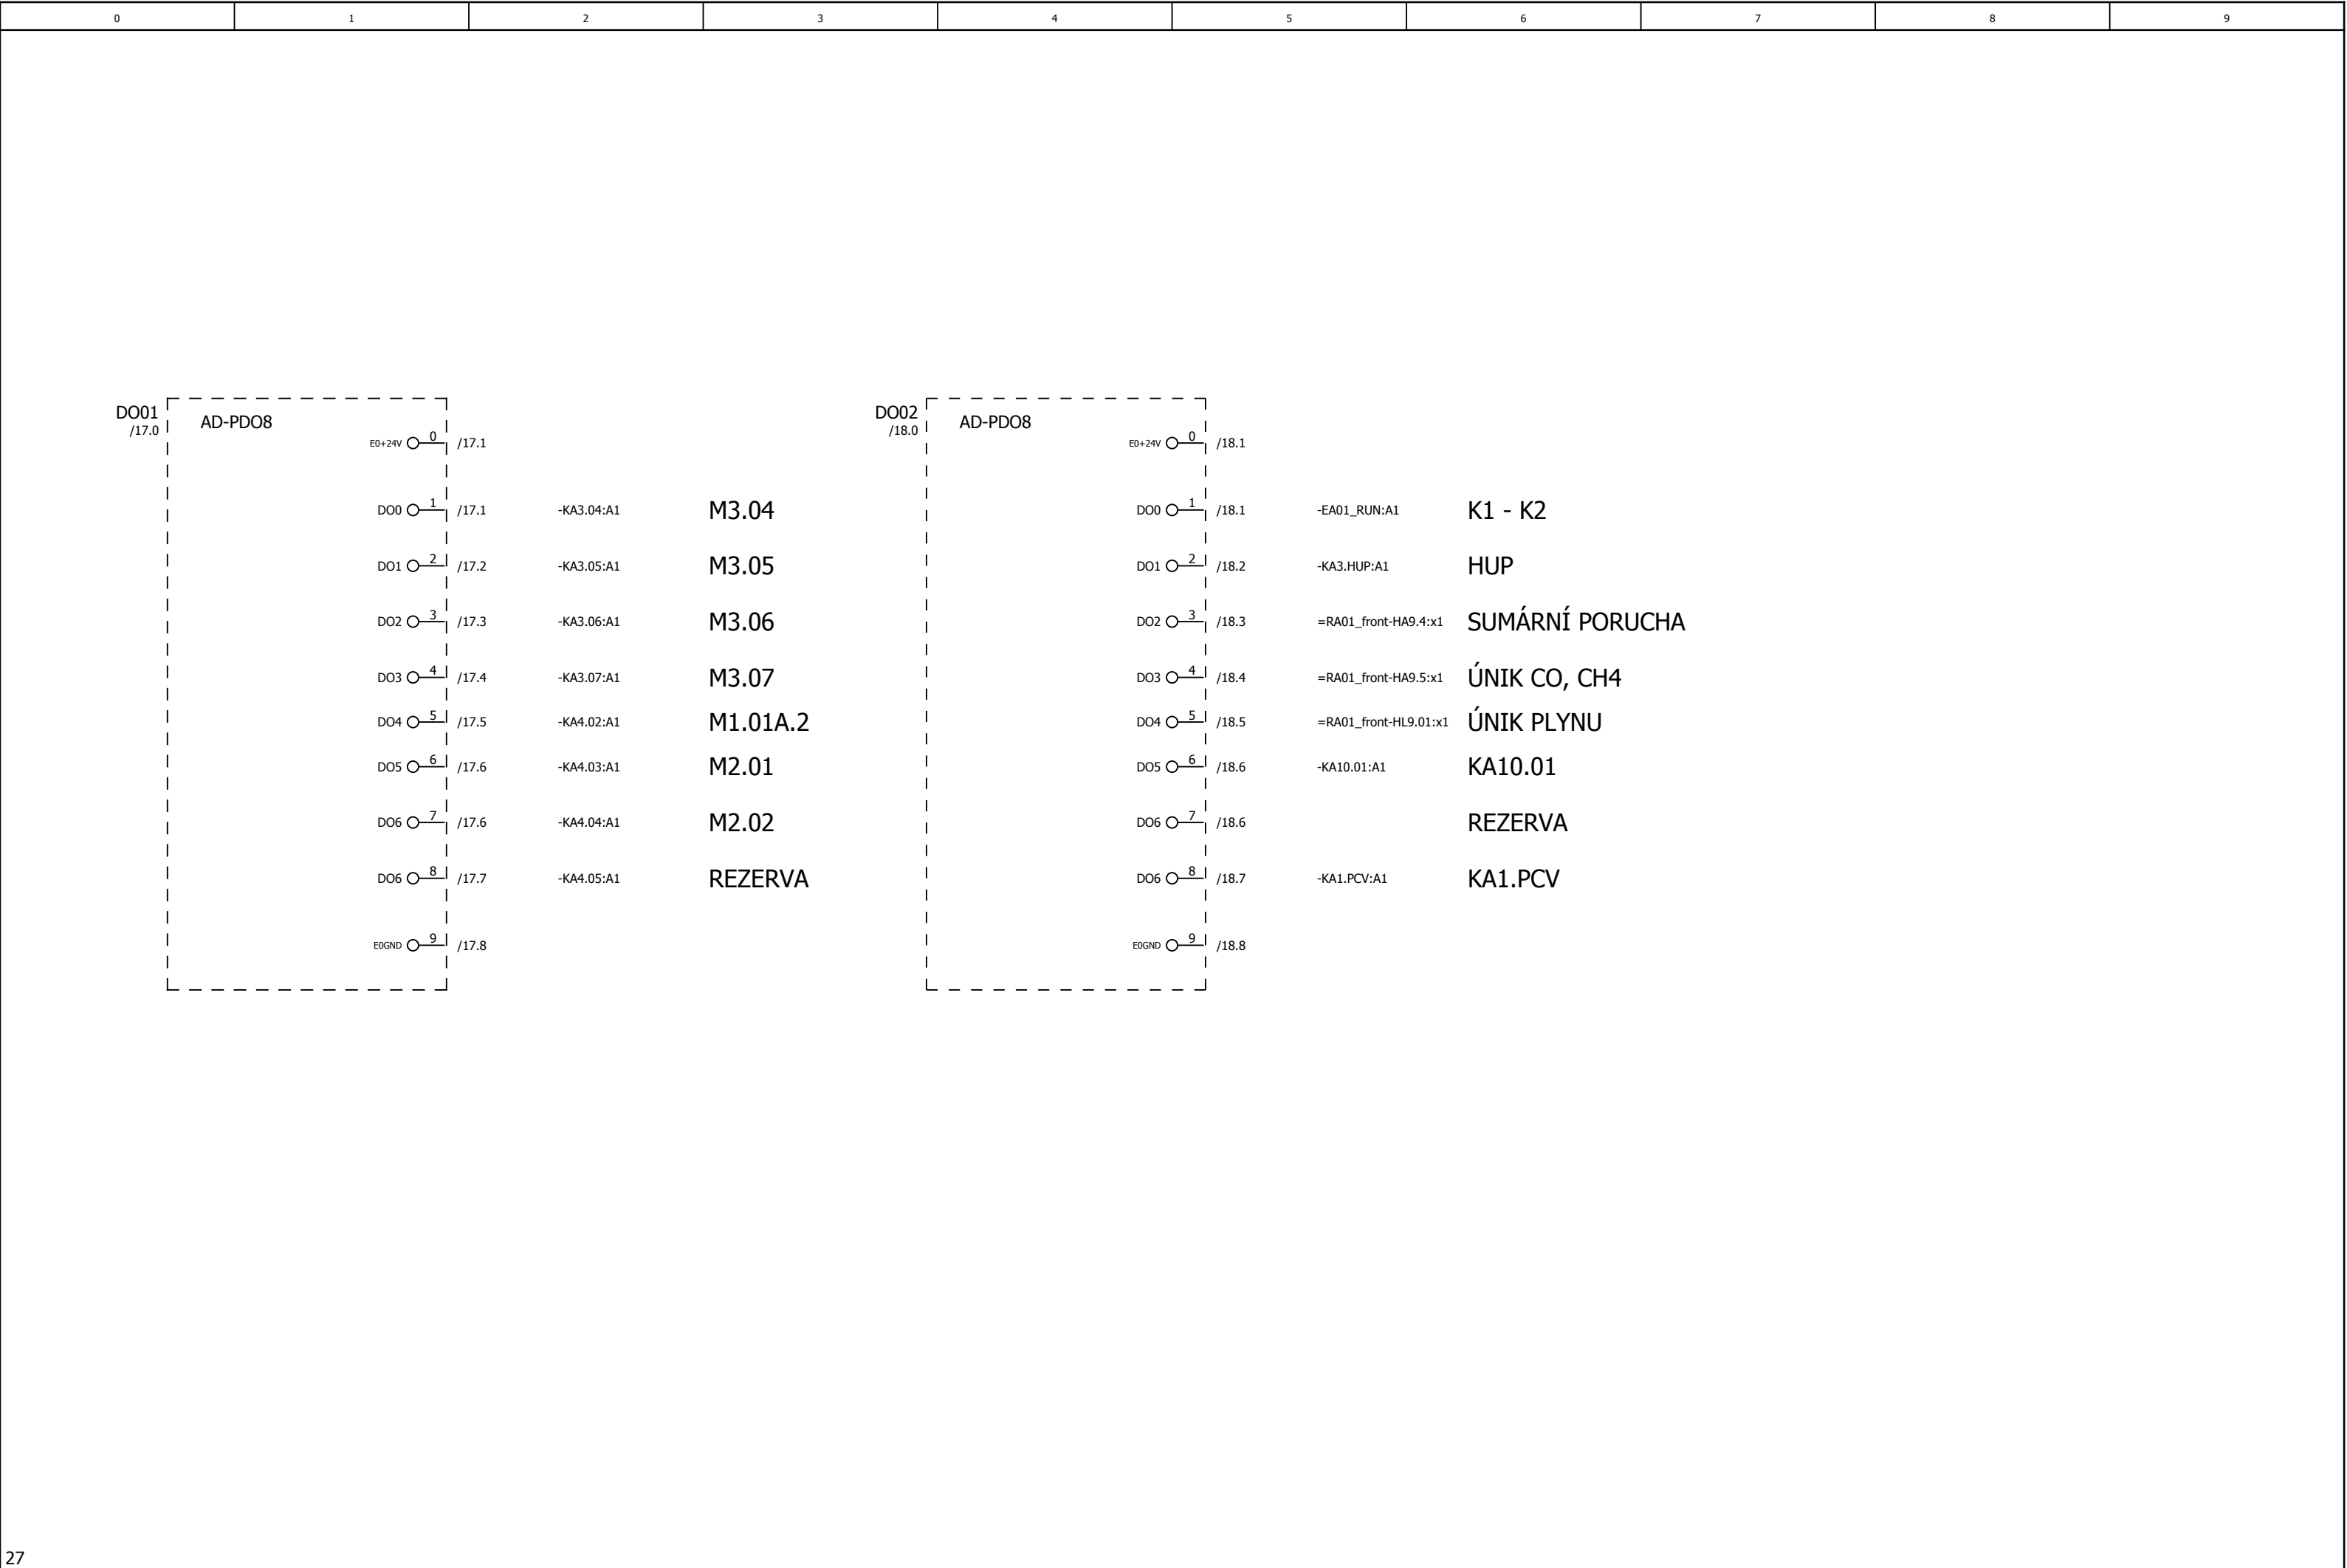 0 1 2 3 4 5 6 7 8 9
DO01
/17.0
AD-PDO8
E0+24V 0 /17.1
DO0 1 /17.1 -KA3.04:A1 M3.04
DO1 2 /17.2 -KA3.05:A1 M3.05
DO2 3 /17.3 -KA3.06:A1 M3.06
DO3 4 /17.4 -KA3.07:A1 M3.07
DO4 5 /17.5 -KA4.02:A1 M1.01A.2
DO5 6 /17.6 -KA4.03:A1 M2.01
DO6 7 /17.6 -KA4.04:A1 M2.02
DO6 8 /17.7 -KA4.05:A1 REZERVA
E0GND 9 /17.8
DO02
/18.0
AD-PDO8
E0+24V 0 /18.1
DO0 1 /18.1 -EA01_RUN:A1 K1 - K2
DO1 2 /18.2 -KA3.HUP:A1 HUP
DO2 3 /18.3 =RA01_front-HA9.4:x1 SUMÁRNÍ PORUCHA
DO3 4 /18.4 =RA01_front-HA9.5:x1 ÚNIK CO, CH4
DO4 5 /18.5 =RA01_front-HL9.01:x1 ÚNIK PLYNU
DO5 6 /18.6 -KA10.01:A1 KA10.01
DO6 7 /18.6 REZERVA
DO6 8 /18.7 -KA1.PCV:A1 KA1.PCV
E0GND 9 /18.8
27